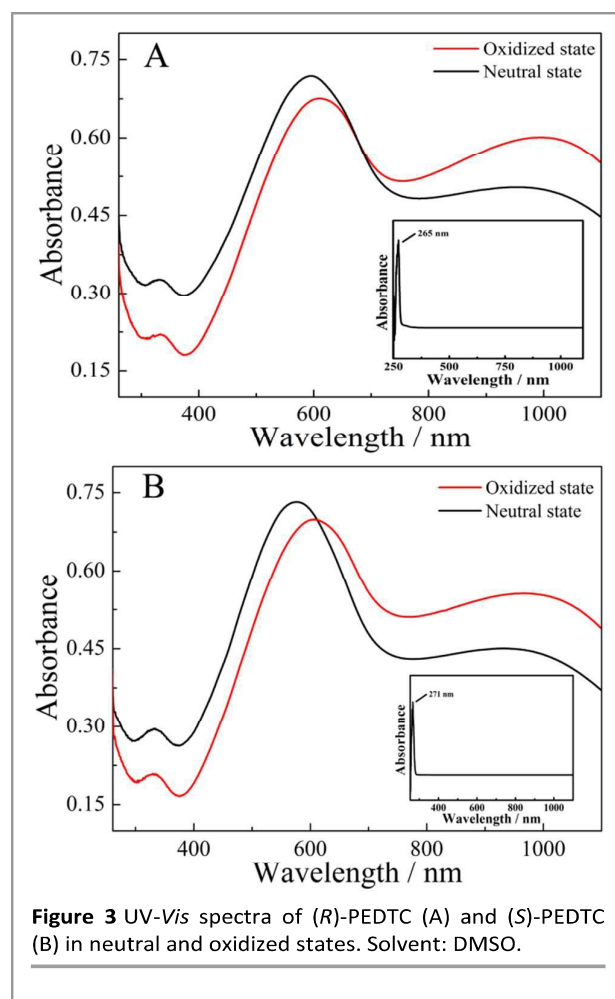 A
Oxidized state
Neutral state
0.75
0.60
0.45
0.30
0.15
Absorbance
265 nm
Absorbance
250 500 750 1000
Wavelength / nm
400 600 800 1000
Wavelength / nm
B
Oxidized state
Neutral state
0.75
0.60
0.45
0.30
0.15
Absorbance
271 nm
Absorbance
400 600 800 1000
Wavelength / nm
400 600 800 1000
Wavelength / nm
Figure 3 UV-Vis spectra of (R)-PEDTC (A) and (S)-PEDTC
(B) in neutral and oxidized states. Solvent: DMSO.